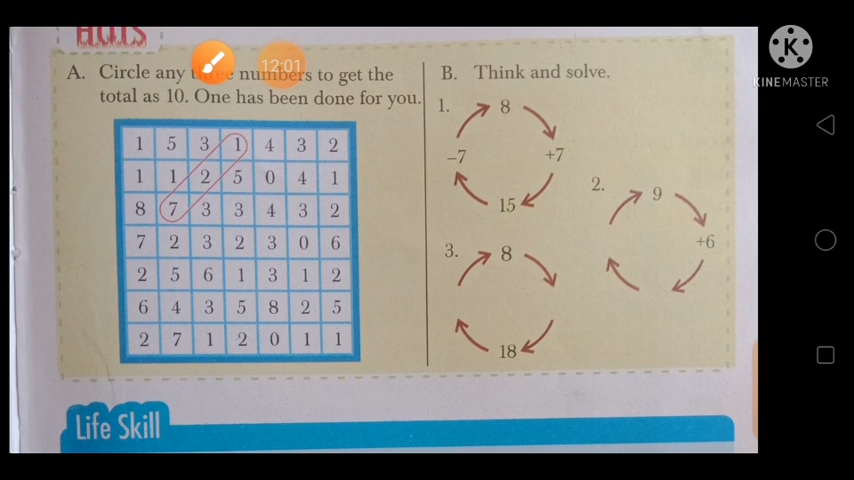 HOTS
12:01
A. Circle any three numbers to get the
total as 10. One has been done for you.
1 5 3 1 4 3 2
1 1 2 5 0 4 1
8 7 3 3 4 3 2
7 2 3 2 3 0 6
2 5 6 1 3 1 2
6 4 3 5 8 2 5
2 7 1 2 0 1 1
B. Think and solve.
1.
8
-7
+7
15
2.
9
+6
3.
8
18
Life Skill
K
KINEMASTER